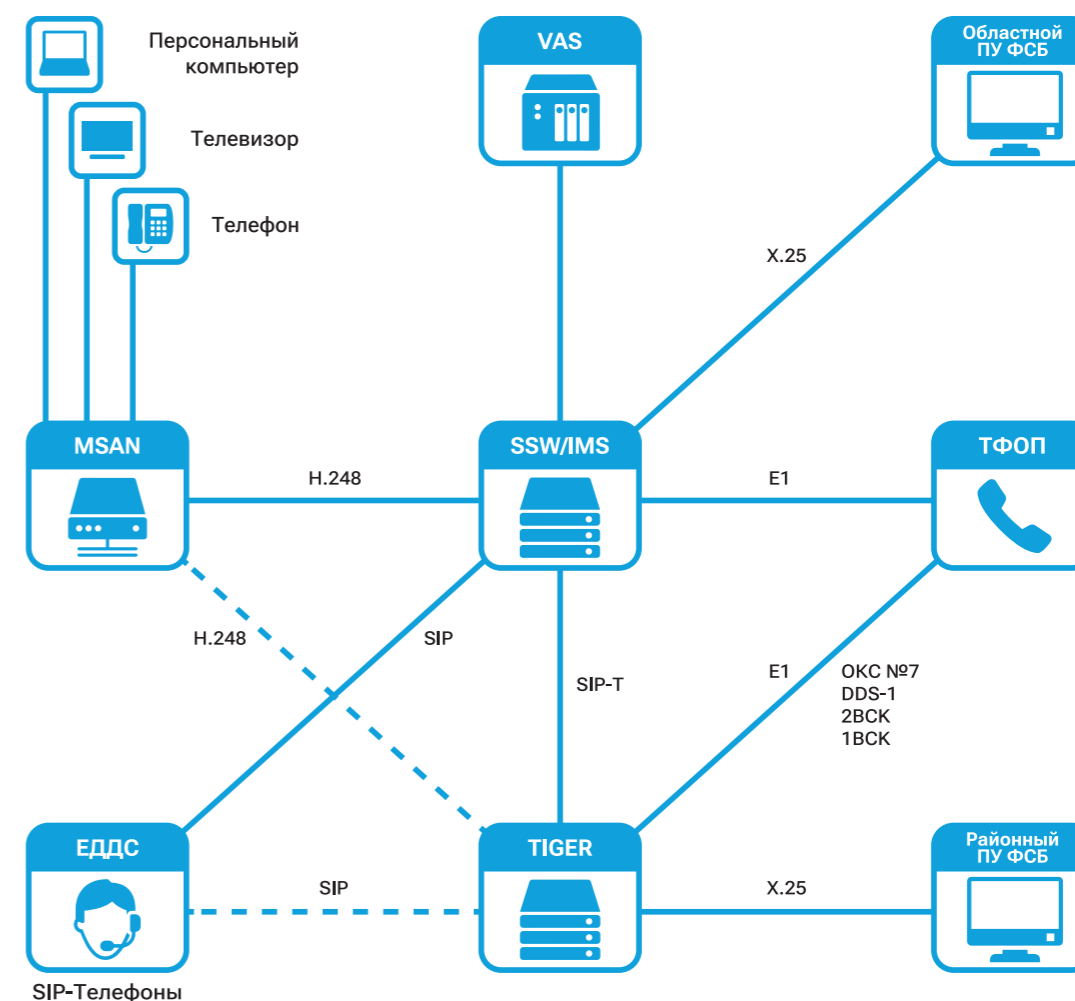 Персональный
компьютер
VAS
Областной
ПУ ФСБ
Телевизор
Телефон
X.25
MSAN
SSW/IMS
ТФОП
H.248
E1
H.248
SIP
SIP-T
E1
ОКС №7
DDS-1
2ВСК
1ВСК
ЕДДС
TIGER
Районный
ПУ ФСБ
SIP
X.25
SIP-Телефоны